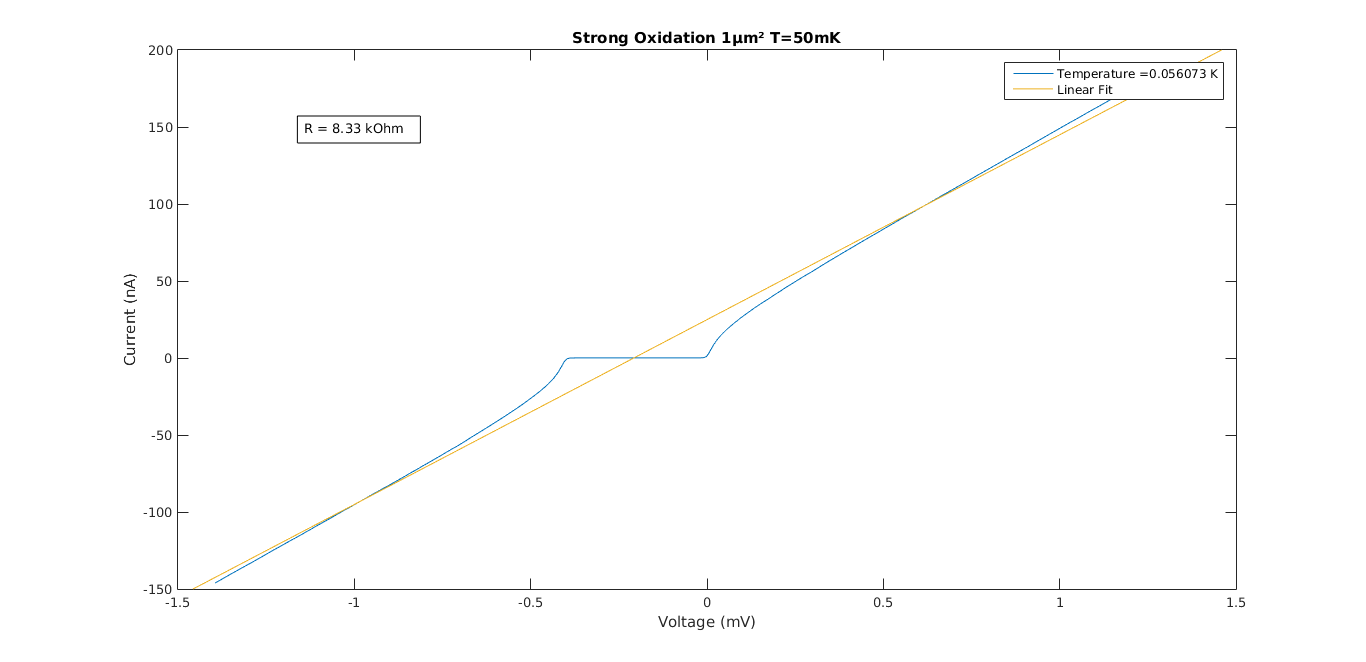 Strong Oxidation 1µm² T=50mK
200
150
100
50
0
-50
-100
-150
Current (nA)
R = 8.33 kOhm
Temperature =0.056073 K
Linear Fit
-1.5
-1
-0.5
0
0.5
1
1.5
Voltage (mV)